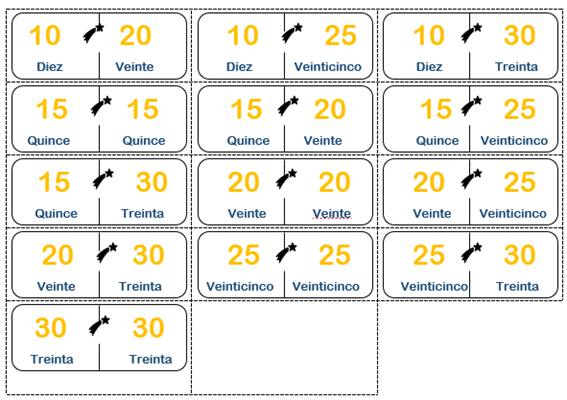 10 20 10 25 10 30
Diez Veinte Diez Veinticinco Diez Treinta
15 15 15 20 15 25
Quince Quince Quince Veinte Quince Veinticinco
15 30 20 20 20 25
Quince Treinta Veinte Veinte Veinte Veinticinco
20 30 25 25 25 30
Veinte Treinta Veinticinco Veinticinco Veinticinco Treinta
30 30
Treinta Treinta